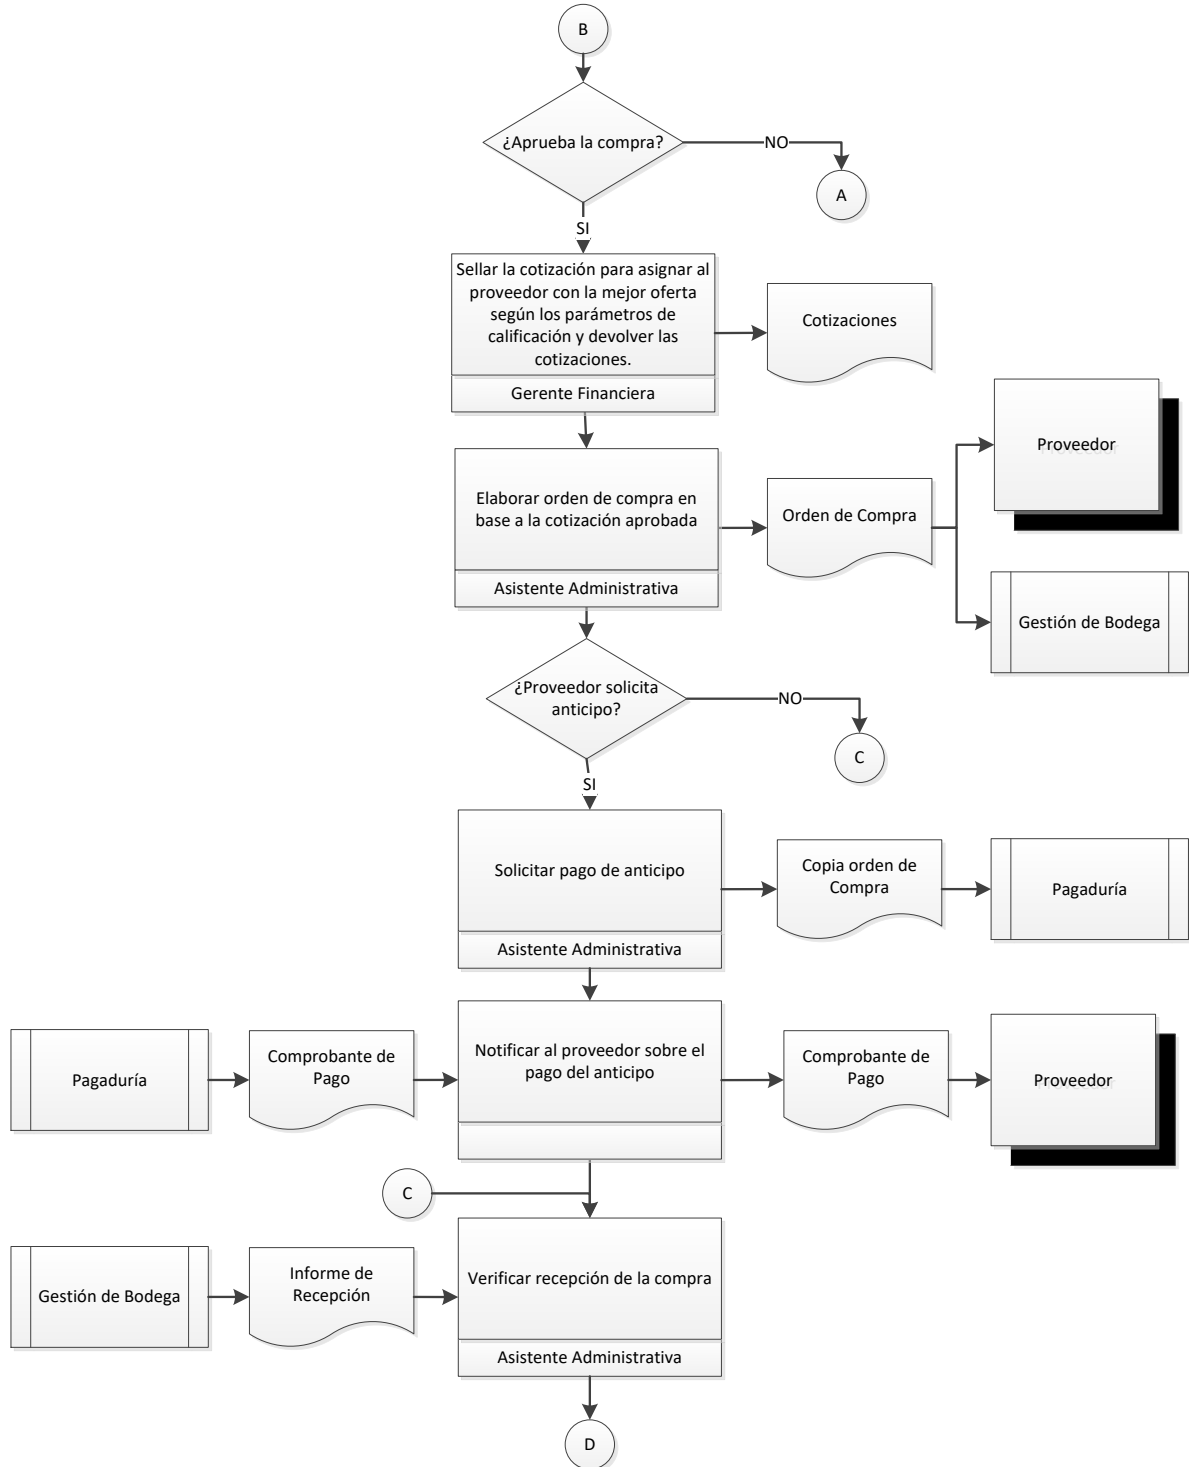 B
¿Aprueba la compra?
NO
A
SI
Sellar la cotización para asignar al
proveedor con la mejor oferta
según los parámetros de
calificación y devolver las
cotizaciones.
Gerente Financiera
Cotizaciones
Elaborar orden de compra en
base a la cotización aprobada
Asistente Administrativa
Orden de Compra
Proveedor
Gestión de Bodega
¿Proveedor solicita
anticipo?
NO
C
SI
Solicitar pago de anticipo
Asistente Administrativa
Copia orden de
Compra
Pagaduría
Pagaduría
Comprobante de
Pago
Notificar al proveedor sobre el
pago del anticipo
Comprobante de
Pago
Proveedor
C
Gestión de Bodega
Informe de
Recepción
Verificar recepción de la compra
Asistente Administrativa
D